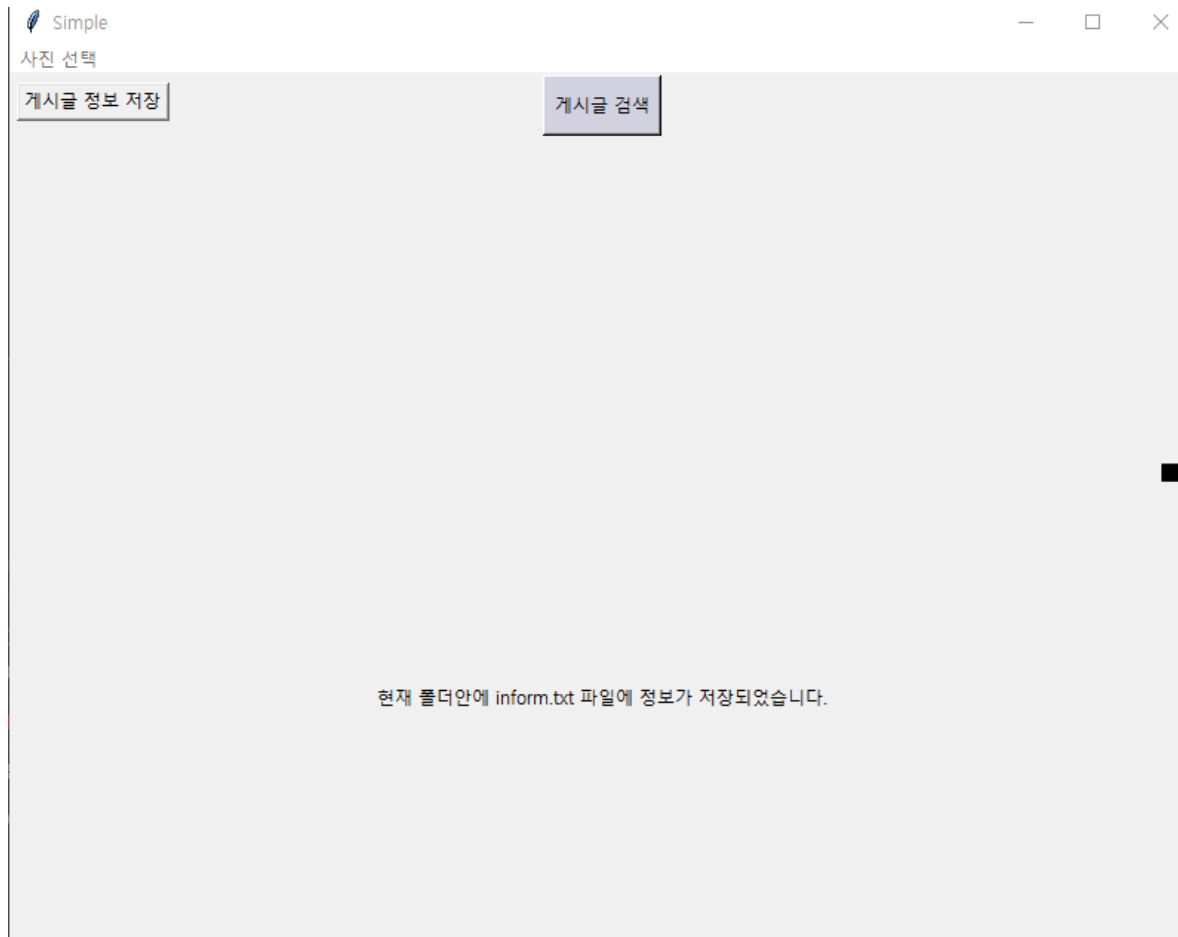 Simple
사진 선택
게시글 정보 저장
게시글 검색
현재 폴더안에 inform.txt 파일에 정보가 저장되었습니다.